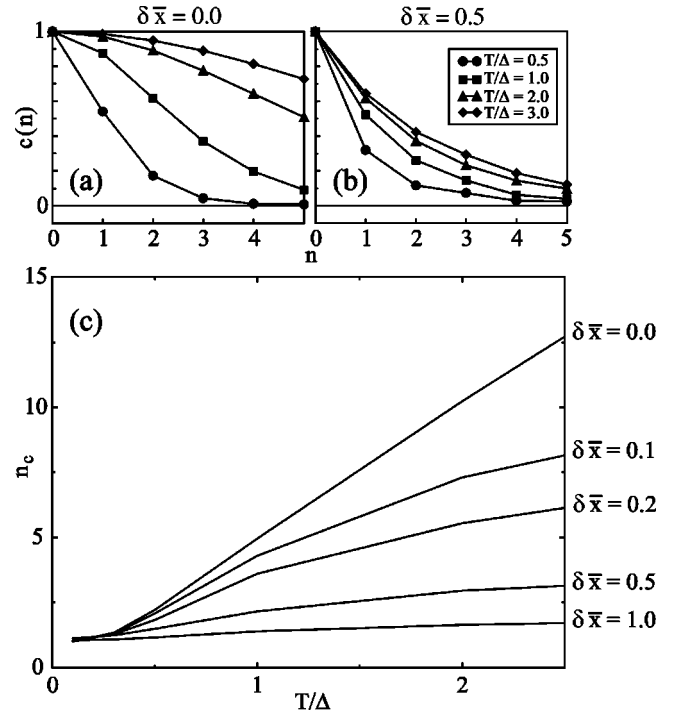 δ x̄ = 0.0
δ x̄ = 0.5
1
c(n)
0
(a)
(b)
T/Δ = 0.5
T/Δ = 1.0
T/Δ = 2.0
T/Δ = 3.0
0 1 2 3 4 0 1 2 3 4 5
n
15
(c)
δ x̄ = 0.0
10
n_c
δ x̄ = 0.1
δ x̄ = 0.2
5
δ x̄ = 0.5
δ x̄ = 1.0
0
0 1 2
T/Δ